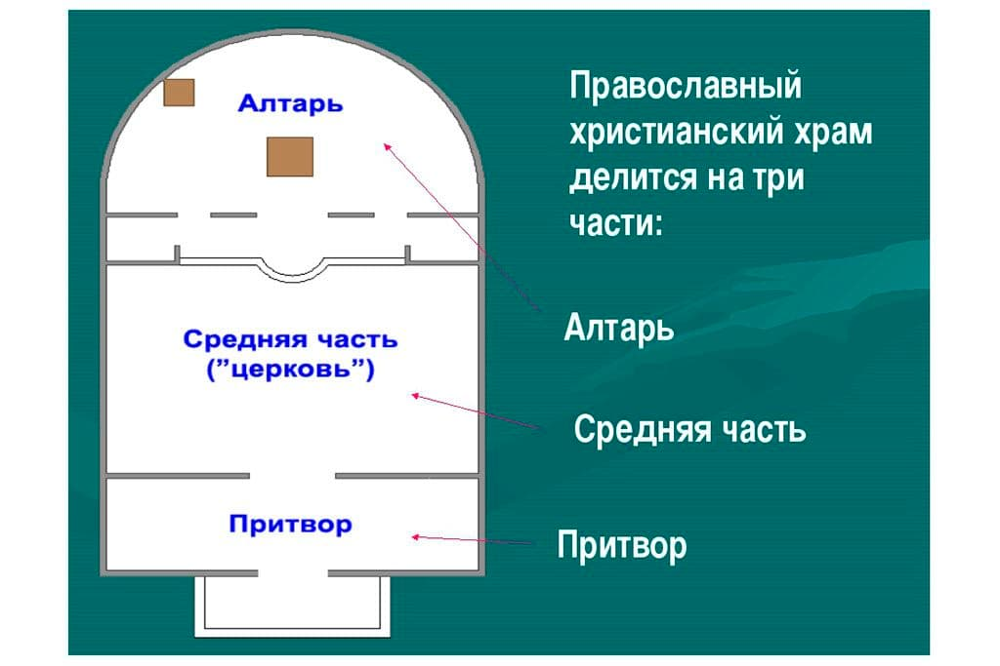 Алтарь
Средняя часть
(”церковь”)
Притвор
Православный
христианский храм
делится на три
части:
Алтарь
Средняя часть
Притвор